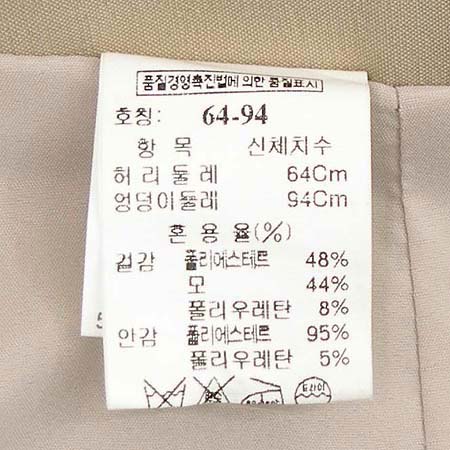 품질경영촉진법에 의한 품질표시
호칭: 64-94
항 목 신체치수
허리둘레 64Cm
엉덩이둘레 94Cm
혼용율(%)
겉감 폴리에스테르 48%
모 44%
폴리우레탄 8%
안감 폴리에스테르 95%
폴리우레탄 5%
드라이